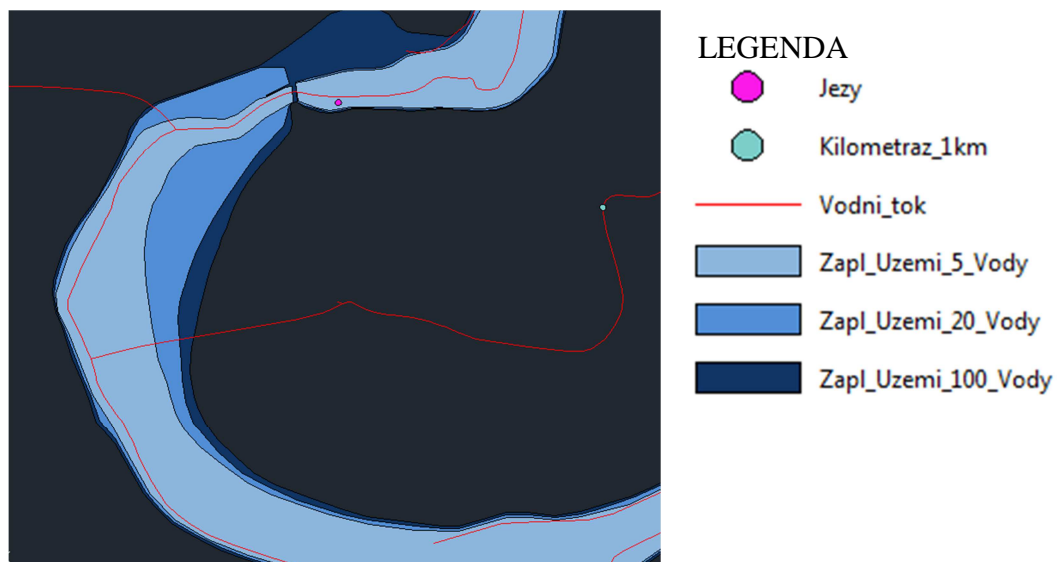 LEGENDA
Jezy
Kilometraz_1km
Vodni_tok
Zapl_Uzemi_5_Vody
Zapl_Uzemi_20_Vody
Zapl_Uzemi_100_Vody